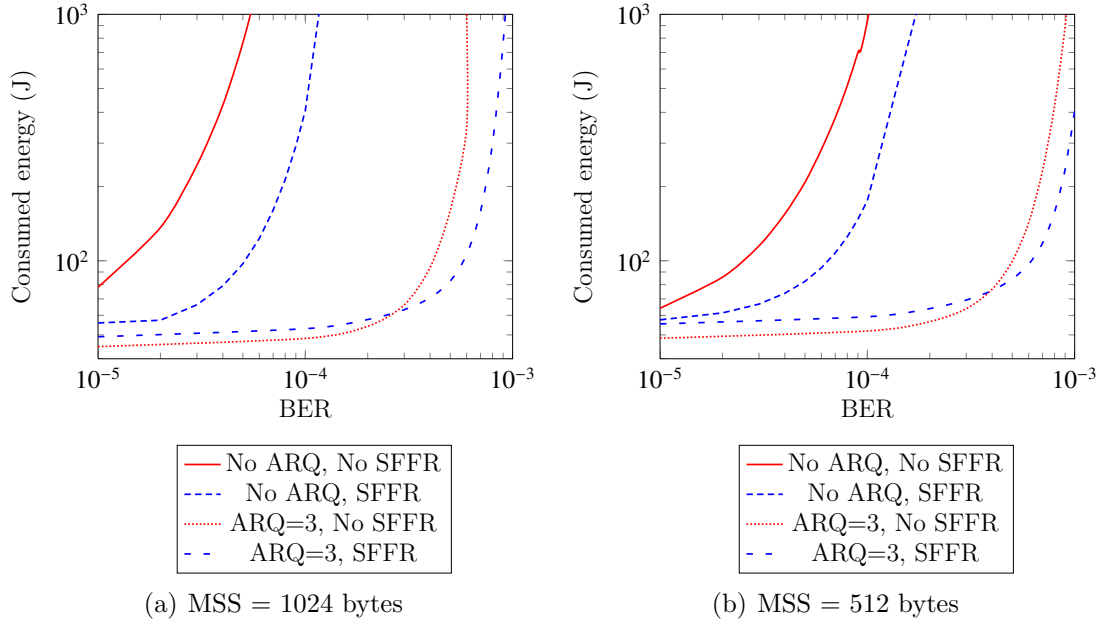 10^3
10^2
10^-5
10^-4
10^-3
BER
Consumed energy (J)
No ARQ, No SFFR
No ARQ, SFFR
ARQ=3, No SFFR
ARQ=3, SFFR
(a) MSS = 1024 bytes
10^3
10^2
10^-5
10^-4
10^-3
BER
Consumed energy (J)
No ARQ, No SFFR
No ARQ, SFFR
ARQ=3, No SFFR
ARQ=3, SFFR
(b) MSS = 512 bytes